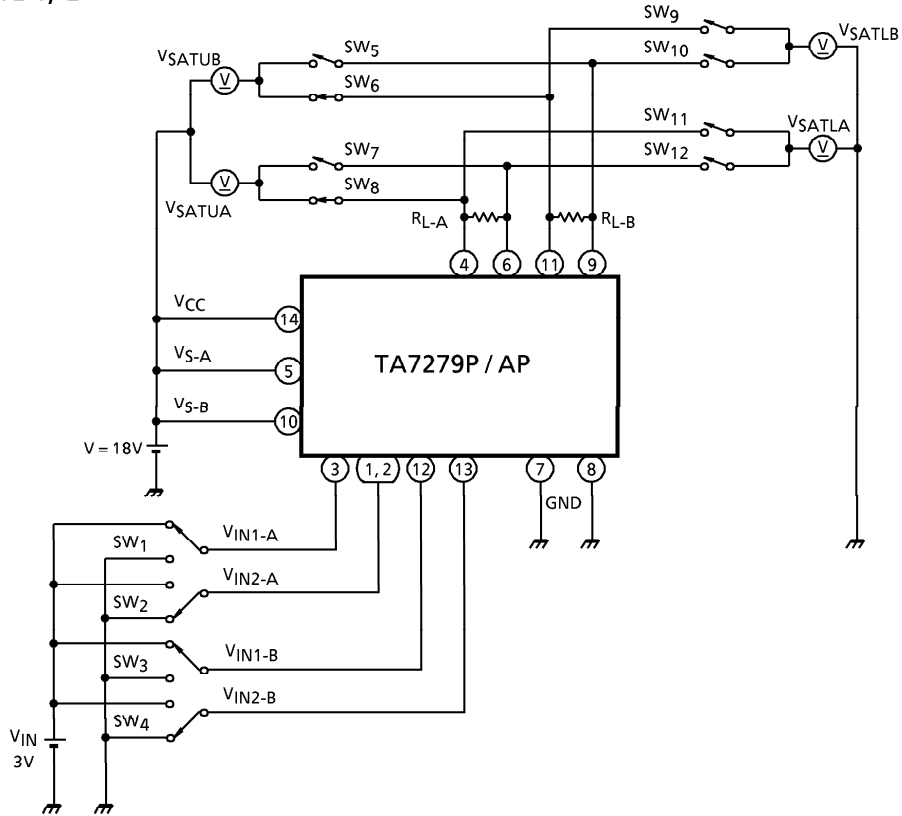 SW9
VSATLB
V
VSATUB
SW5
SW10
V
SW6
SW11
VSATLA
V
SW7
SW12
V
SW8
VSATUA
RL-A
RL-B
4
6
11
9
VCC
14
TA7279P / AP
VS-A
5
VS-B
10
V = 18V
3
1, 2
12
13
7
8
GND
VIN1-A
SW1
VIN2-A
SW2
VIN1-B
SW3
VIN2-B
SW4
VIN
3V